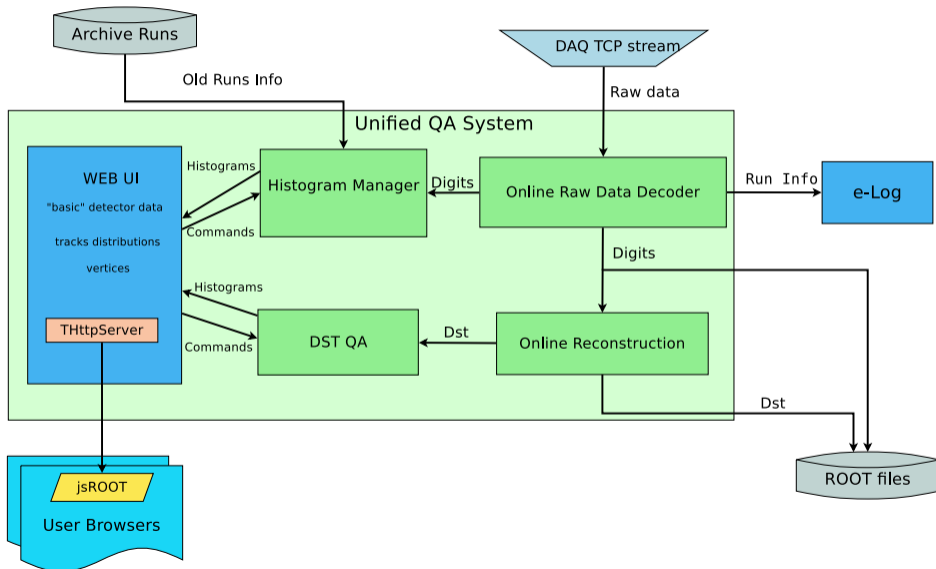 Archive Runs
DAQ TCP stream
Old Runs Info
Raw data
Unified QA System
WEB UI
"basic" detector data
tracks distributions
vertices
THttpServer
Histograms
Commands
Histogram Manager
Digits
Online Raw Data Decoder
Run Info
e-Log
Digits
Histograms
Commands
DST QA
Dst
Online Reconstruction
Dst
ROOT files
jsROOT
User Browsers